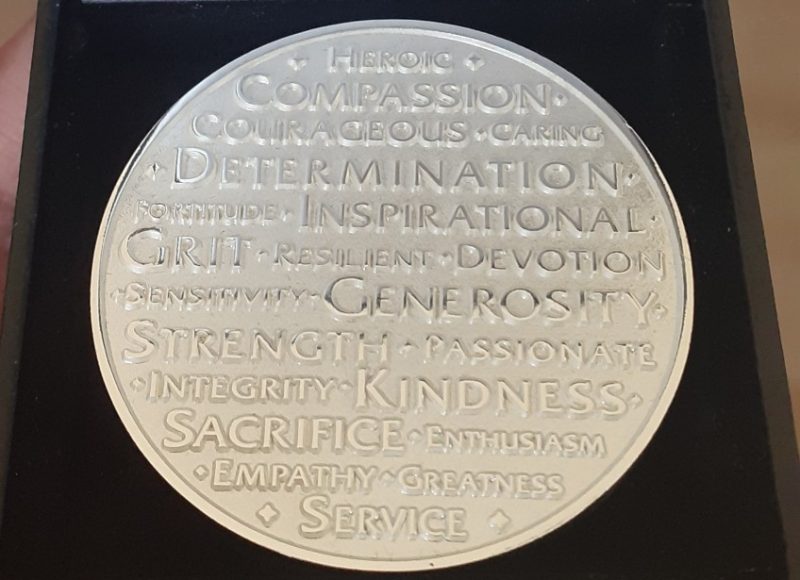 HEROIC
COMPASSION
COURAGEOUS · CARING
DETERMINATION
FORTITUDE · INSPIRATIONAL
GRIT · RESILIENT · DEVOTION
SENSITIVITY · GENEROSITY
STRENGTH · PASSIONATE
INTEGRITY · KINDNESS
SACRIFICE · ENTHUSIASM
EMPATHY · GREATNESS
SERVICE